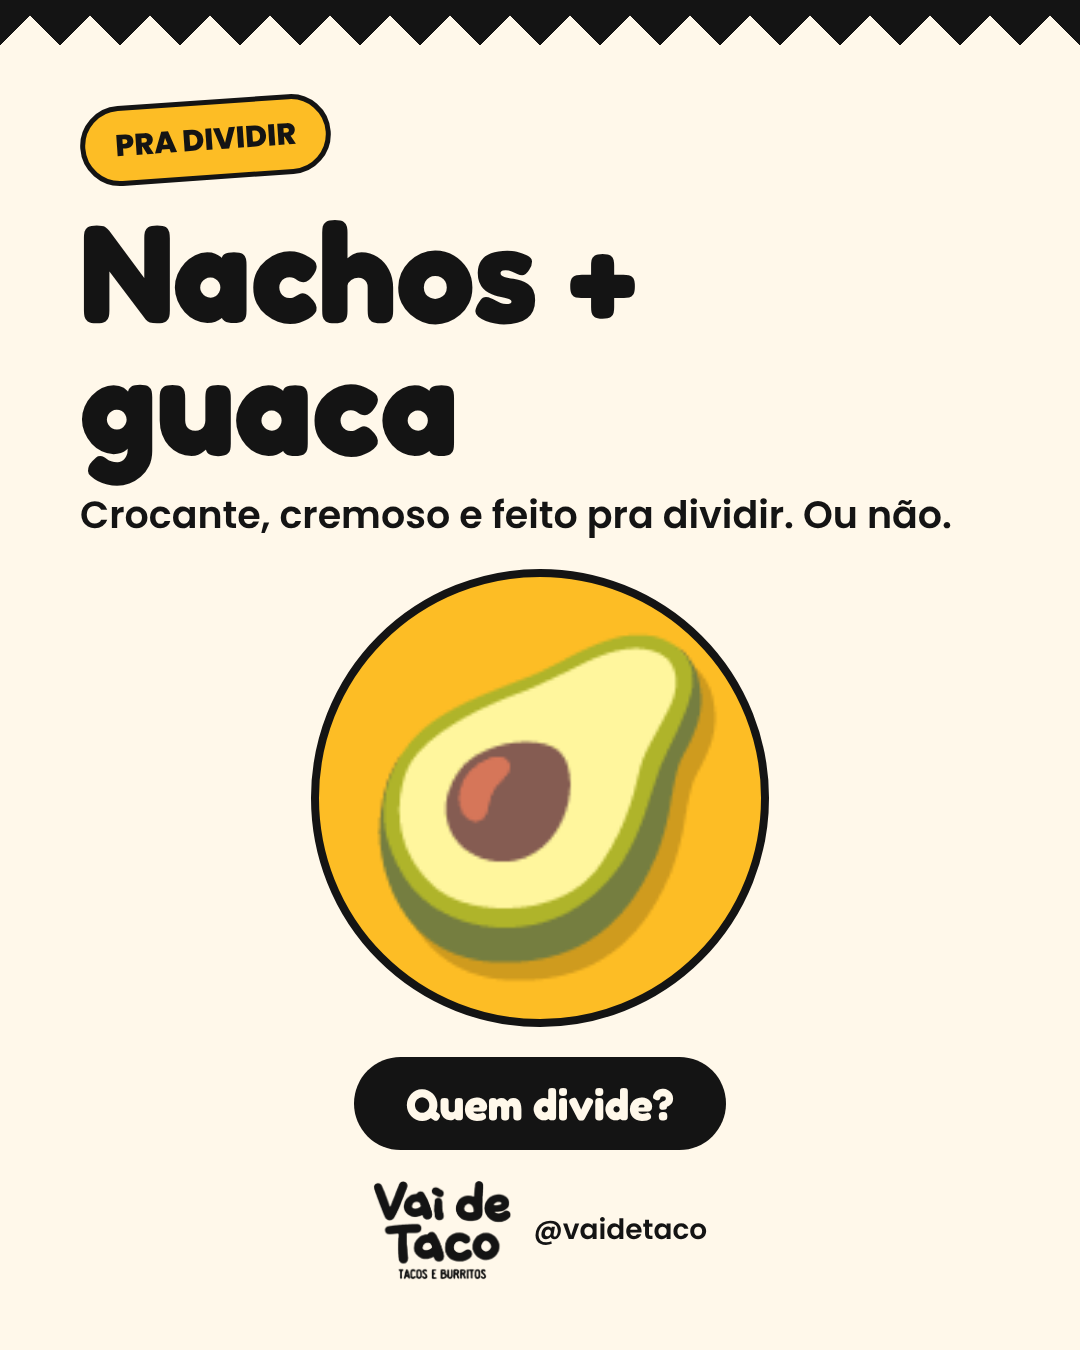 PRA DIVIDIR
Nachos +
guaca
Crocante, cremoso e feito pra dividir. Ou não.
Quem divide?
Vai de
Taco
TACOS E BURRITOS
@vaidetaco